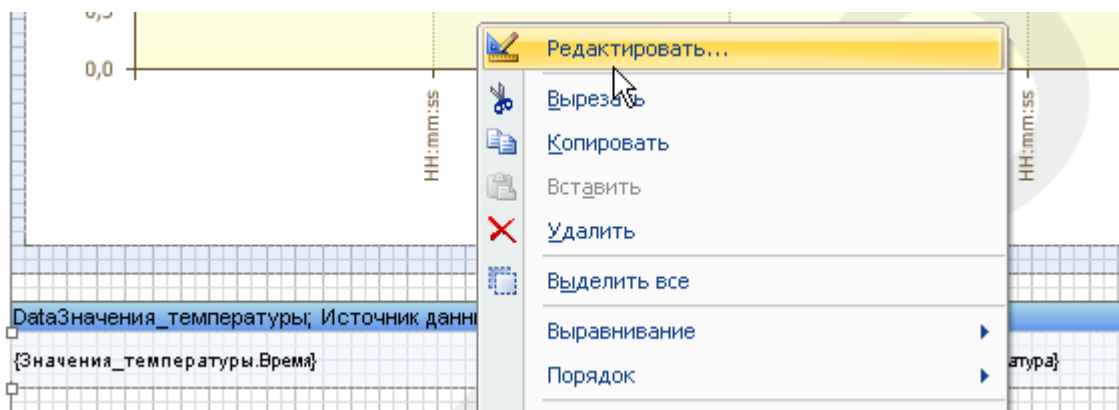 0,5
Редактировать...
0,0
Вырезать
HH:mm:ss
HH:mm:ss
Копировать
Вставить
Удалить
Выделить все
DataЗначения_температуры; Источник данн
Выравнивание
{Значения_температуры.Время}
атура}
Порядок